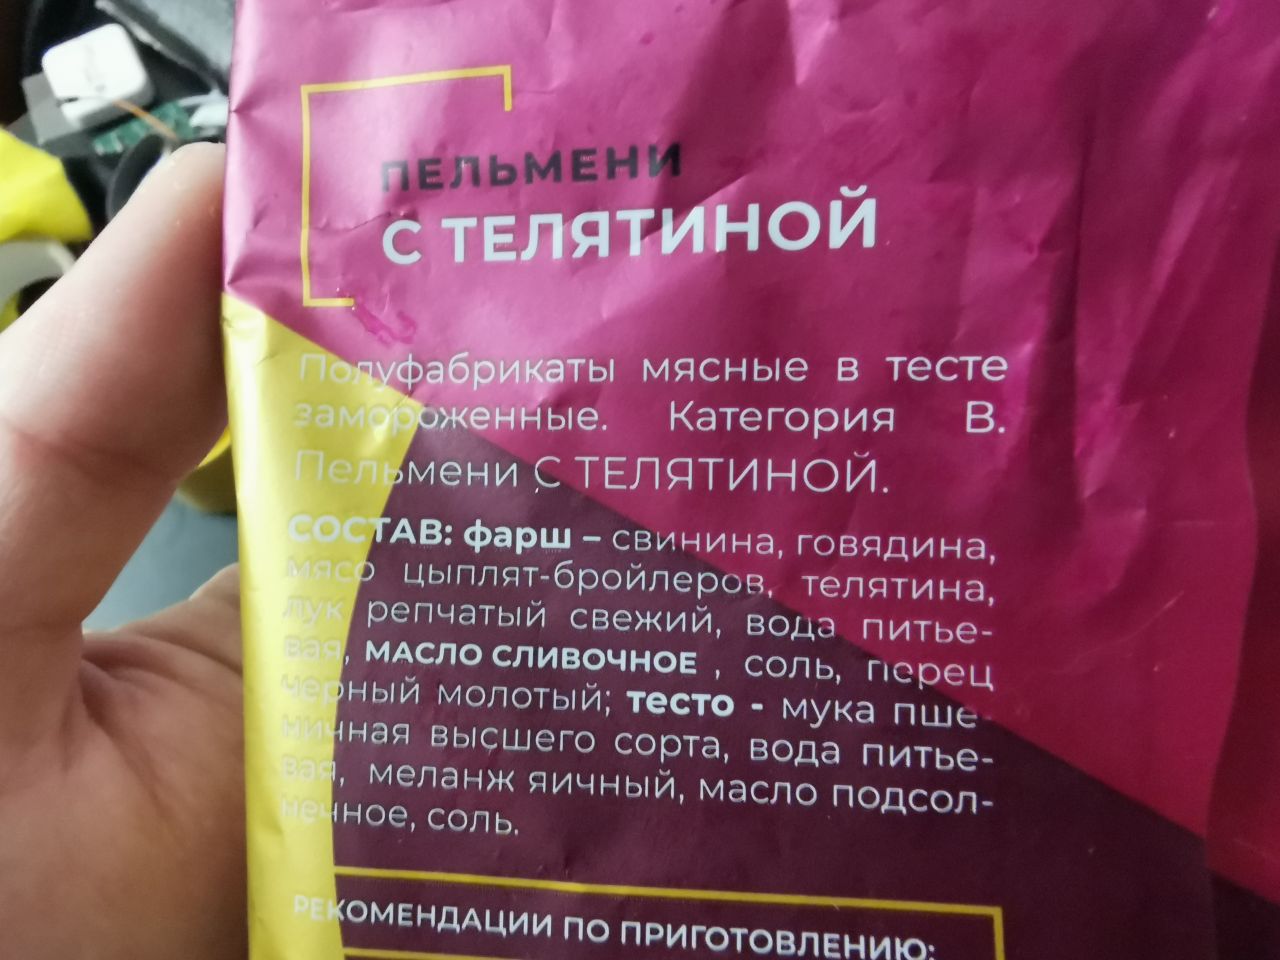 ПЕЛЬМЕНИ
С ТЕЛЯТИНОЙ
Полуфабрикаты мясные в тесте
замороженные. Категория В.
Пельмени С ТЕЛЯТИНОЙ.
СОСТАВ: фарш – свинина, говядина,
мясо цыплят-бройлеров, телятина,
лук репчатый свежий, вода питье-
вая, МАСЛО СЛИВОЧНОЕ , соль, перец
черный молотый; тесто - мука пше-
ничная высшего сорта, вода питье-
вая, меланж яичный, масло подсол-
нечное, соль.
РЕКОМЕНДАЦИИ ПО ПРИГОТОВЛЕНИЮ: